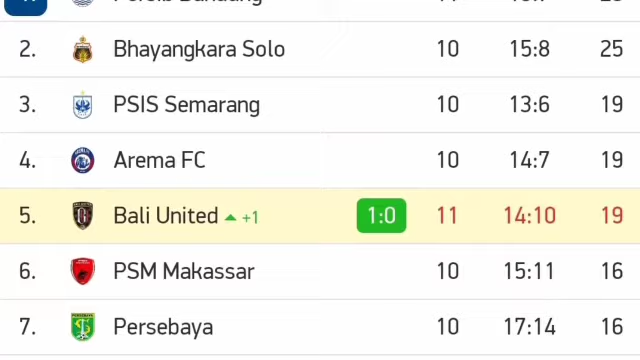 2. Bhayangkara Solo 10 15:8 25
3. PSIS Semarang 10 13:6 19
4. Arema FC 10 14:7 19
5. Bali United +1 1:0 11 14:10 19
6. PSM Makassar 10 15:11 16
7. Persebaya 10 17:14 16